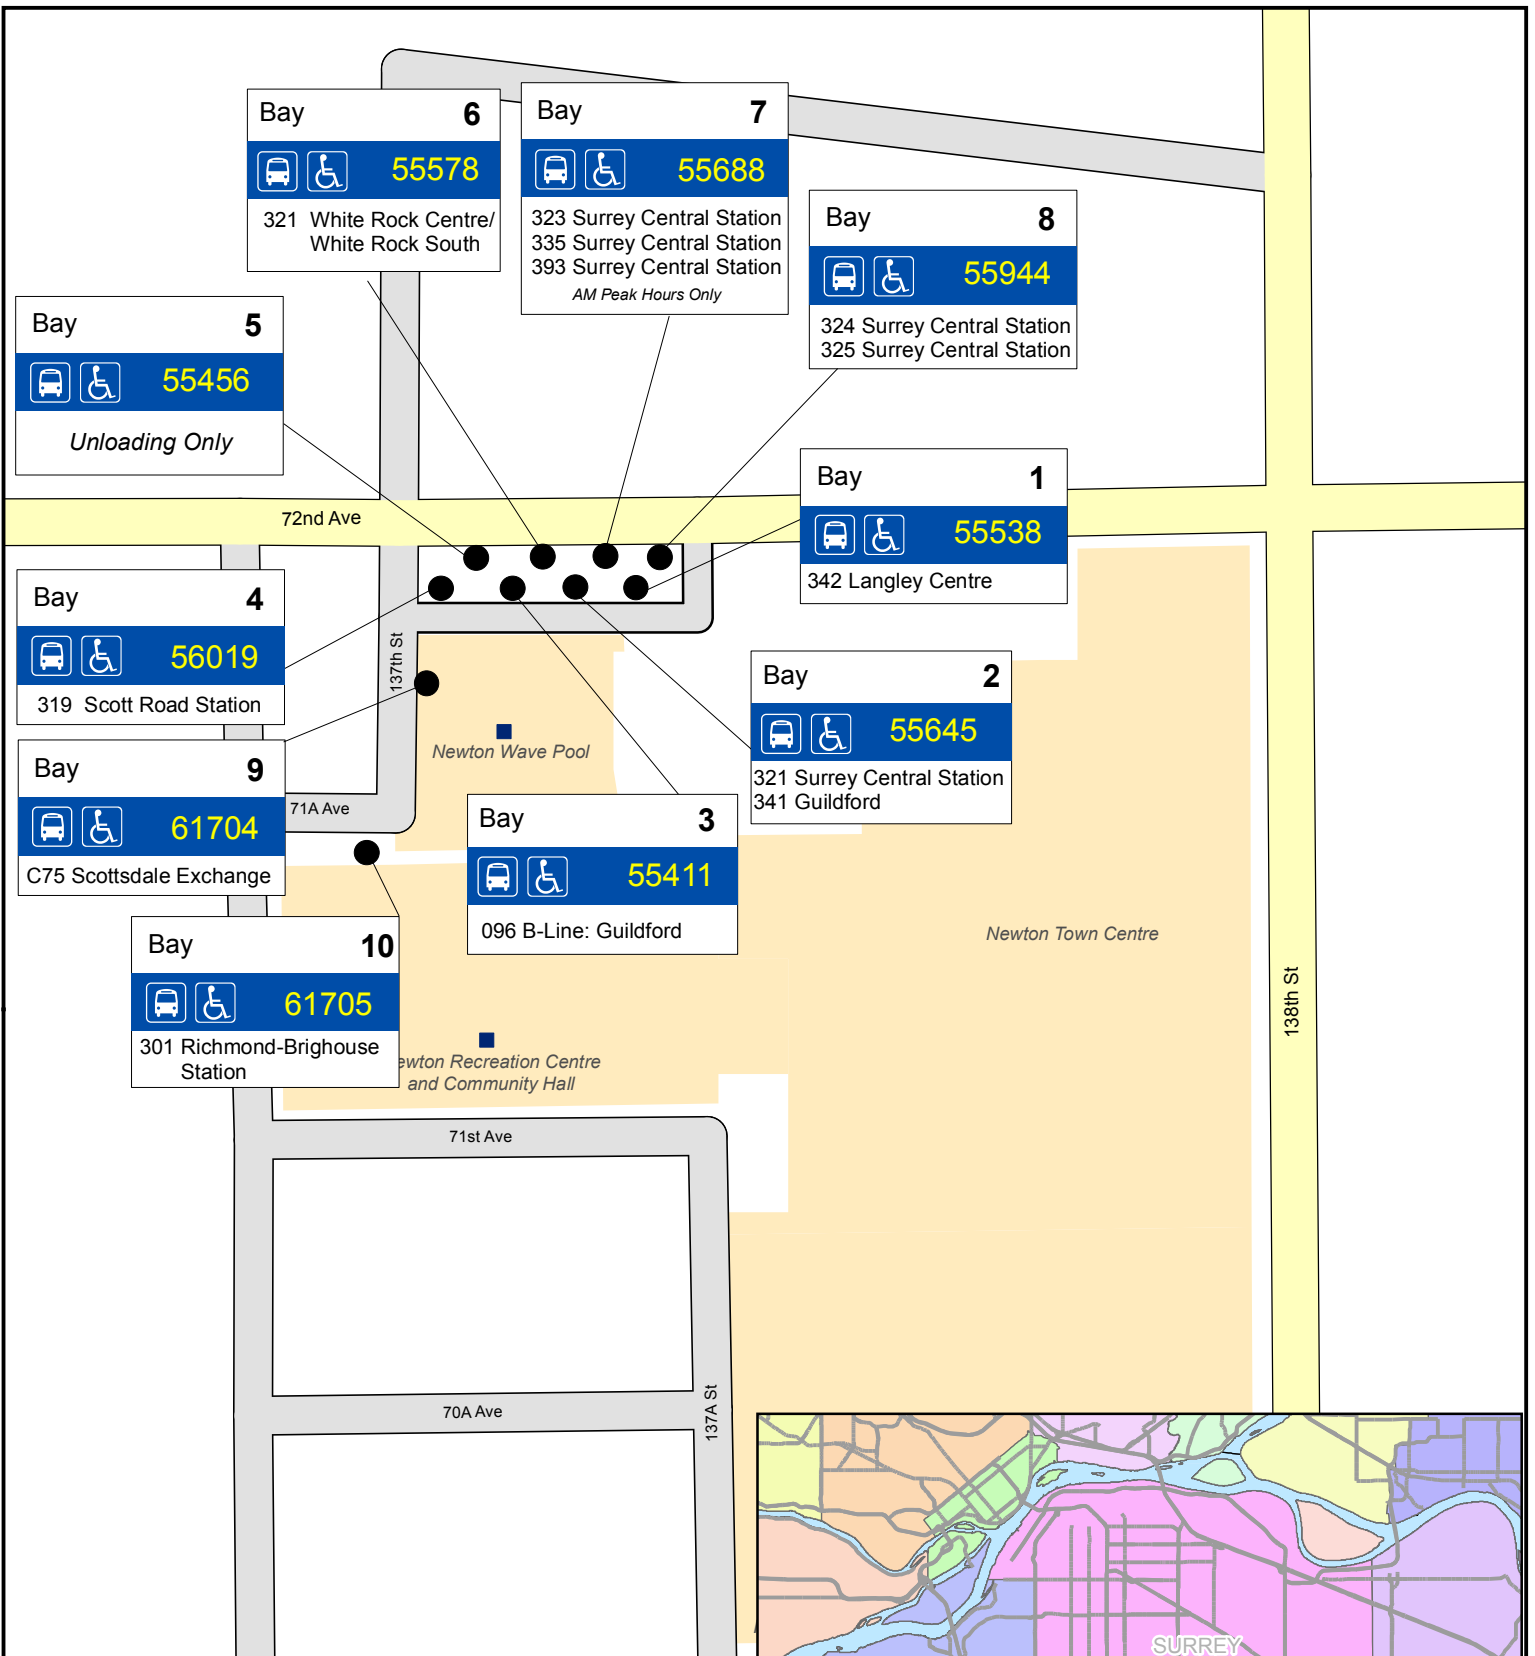 Bay 6
55578
321 White Rock Centre/
White Rock South
Bay 7
55688
323 Surrey Central Station
335 Surrey Central Station
393 Surrey Central Station
AM Peak Hours Only
Bay 8
55944
324 Surrey Central Station
325 Surrey Central Station
Bay 5
55456
Unloading Only
72nd Ave
Bay 1
55538
342 Langley Centre
Bay 4
56019
319 Scott Road Station
137th St
Bay 2
55645
321 Surrey Central Station
341 Guildford
Newton Wave Pool
Bay 9
61704
C75 Scottsdale Exchange
71A Ave
Bay 3
55411
096 B-Line: Guildford
Bay 10
61705
301 Richmond-Brighouse
Station
Newton Town Centre
138th St
ewton Recreation Centre
and Community Hall
71st Ave
70A Ave
137A St
SURREY